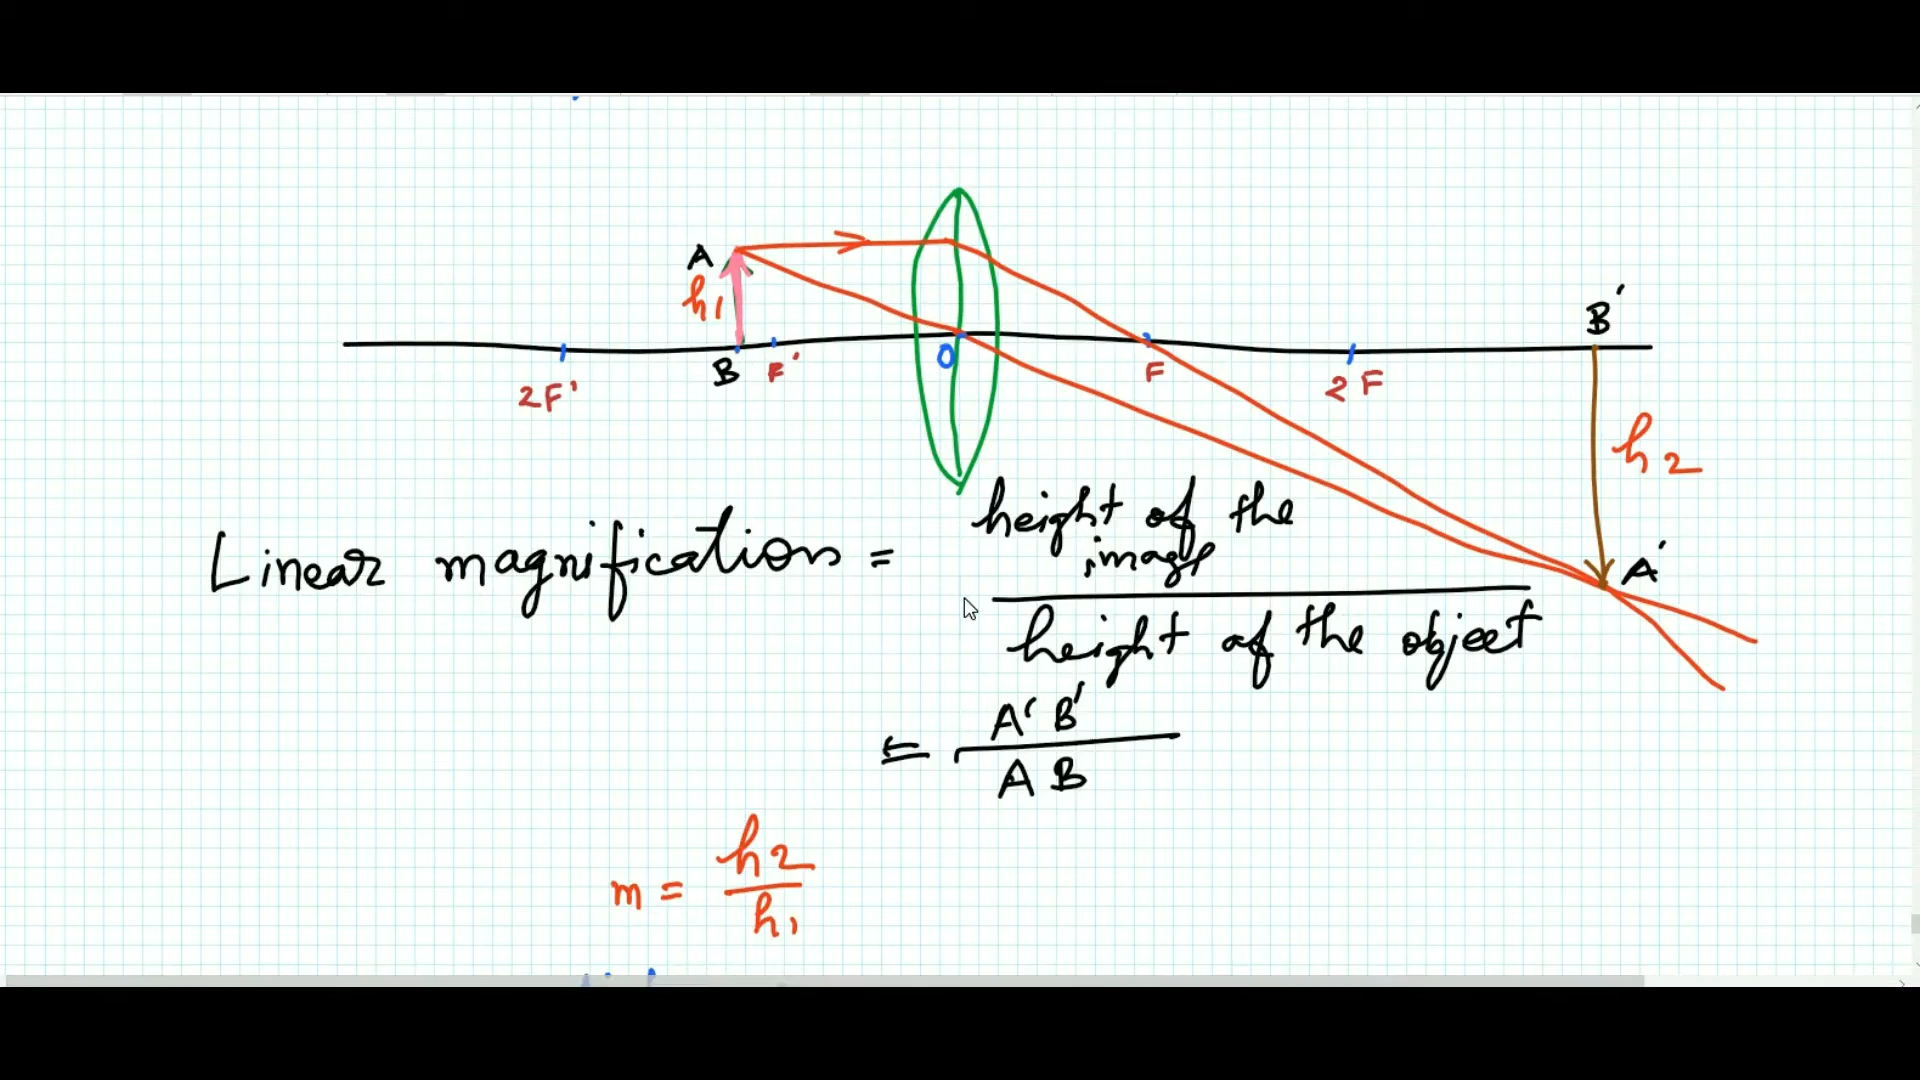 A
h1
B'
2F'
B
F'
O
F
2F
h2
A'
Linear magnification = height of the image
height of the object
= A'B'
AB
m = h2
h1